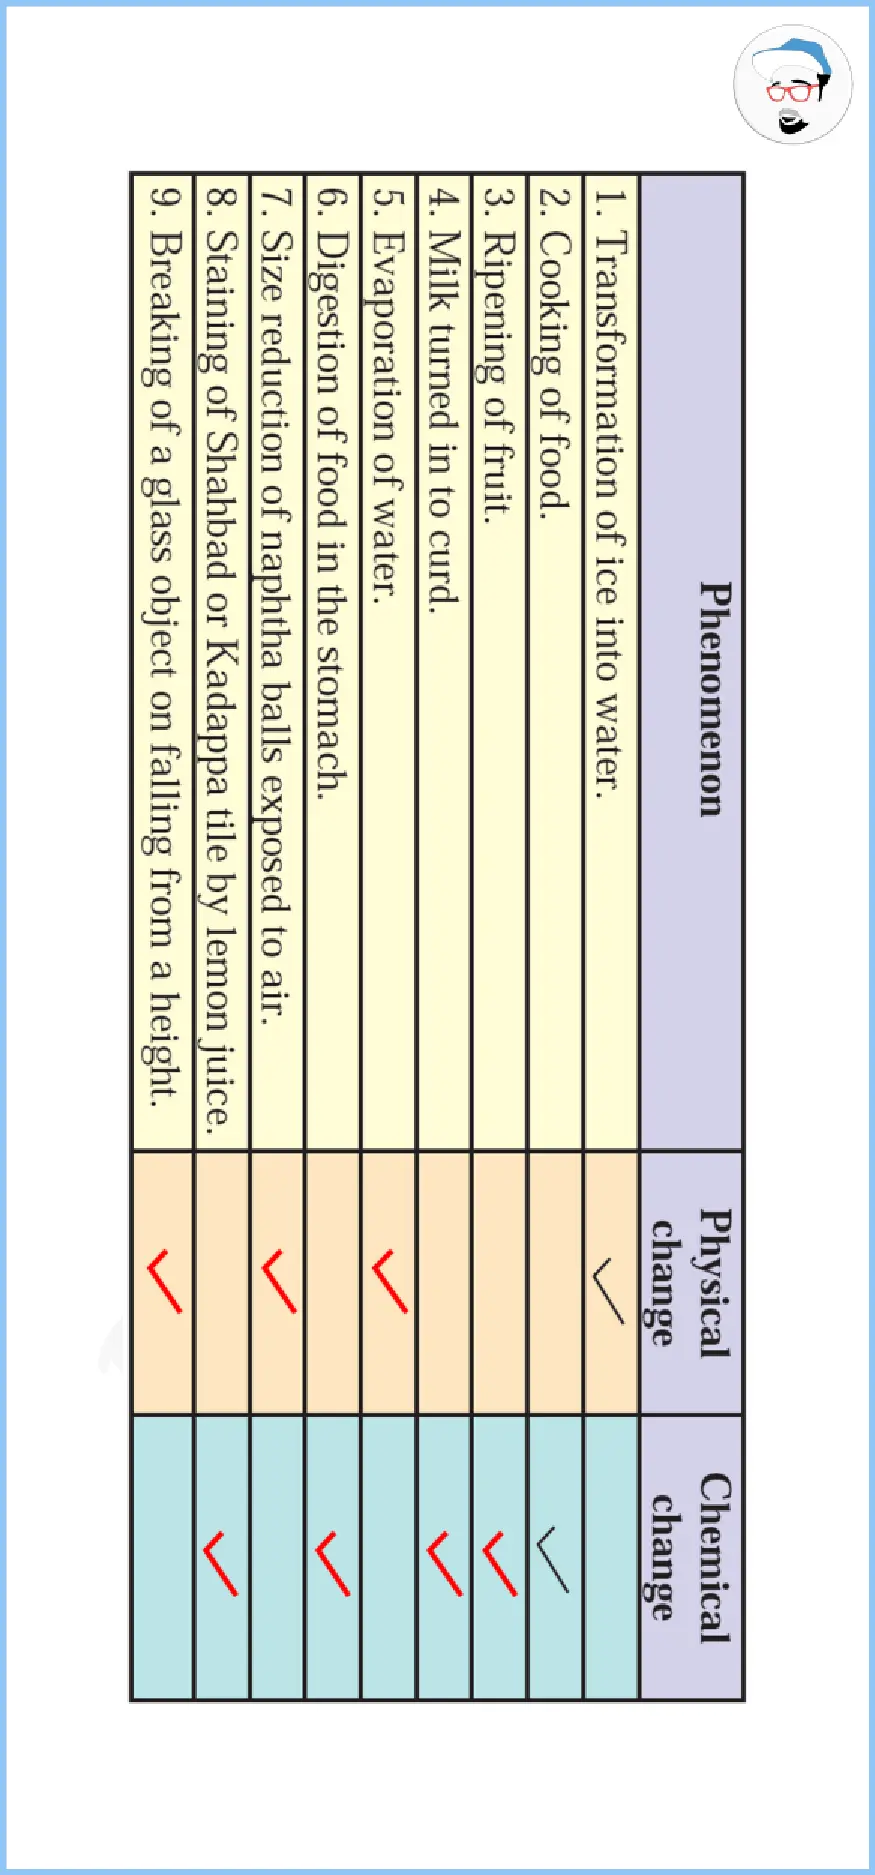 Phenomenon Physical change Chemical change
1. Transformation of ice into water. ✓
2. Cooking of food. ✓
3. Ripening of fruit. ✓
4. Milk turned in to curd. ✓
5. Evaporation of water. ✓
6. Digestion of food in the stomach. ✓
7. Size reduction of naphtha balls exposed to air. ✓
8. Staining of Shahbad or Kadappa tile by lemon juice. ✓
9. Breaking of a glass object on falling from a height. ✓